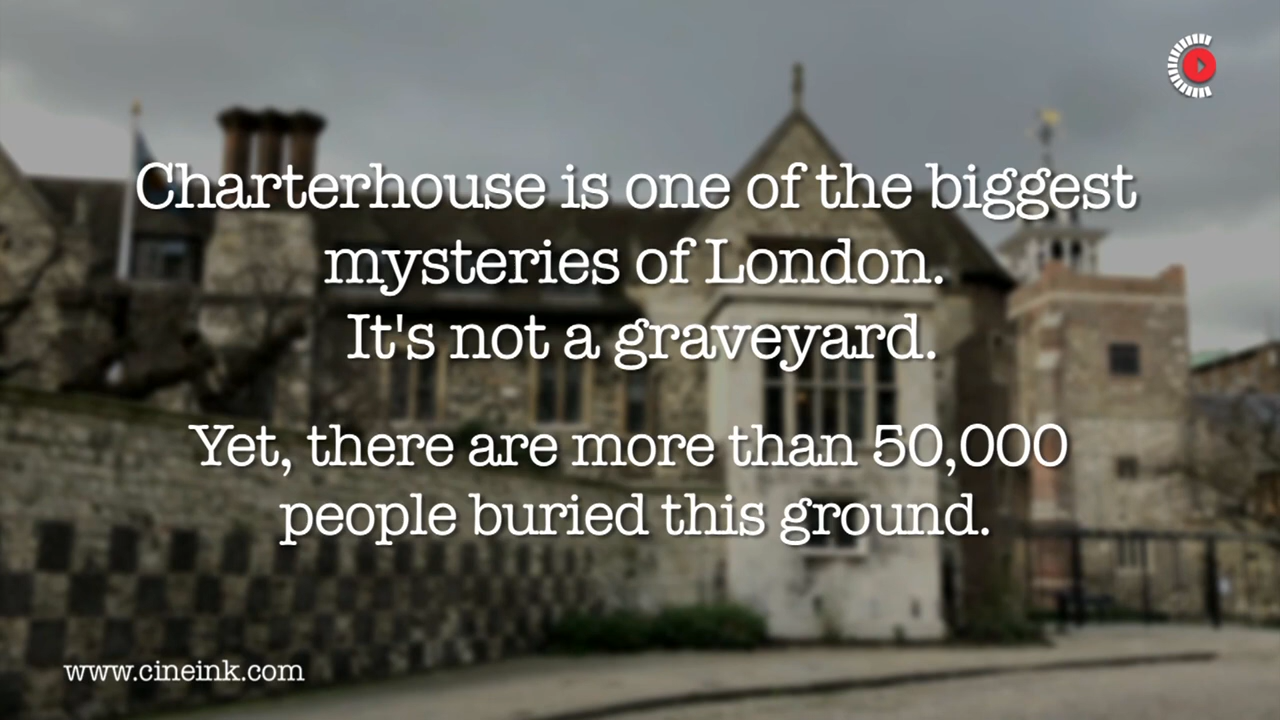 Charterhouse is one of the biggest
mysteries of London.
It's not a graveyard.
Yet, there are more than 50,000
people buried this ground.
www.cineink.com